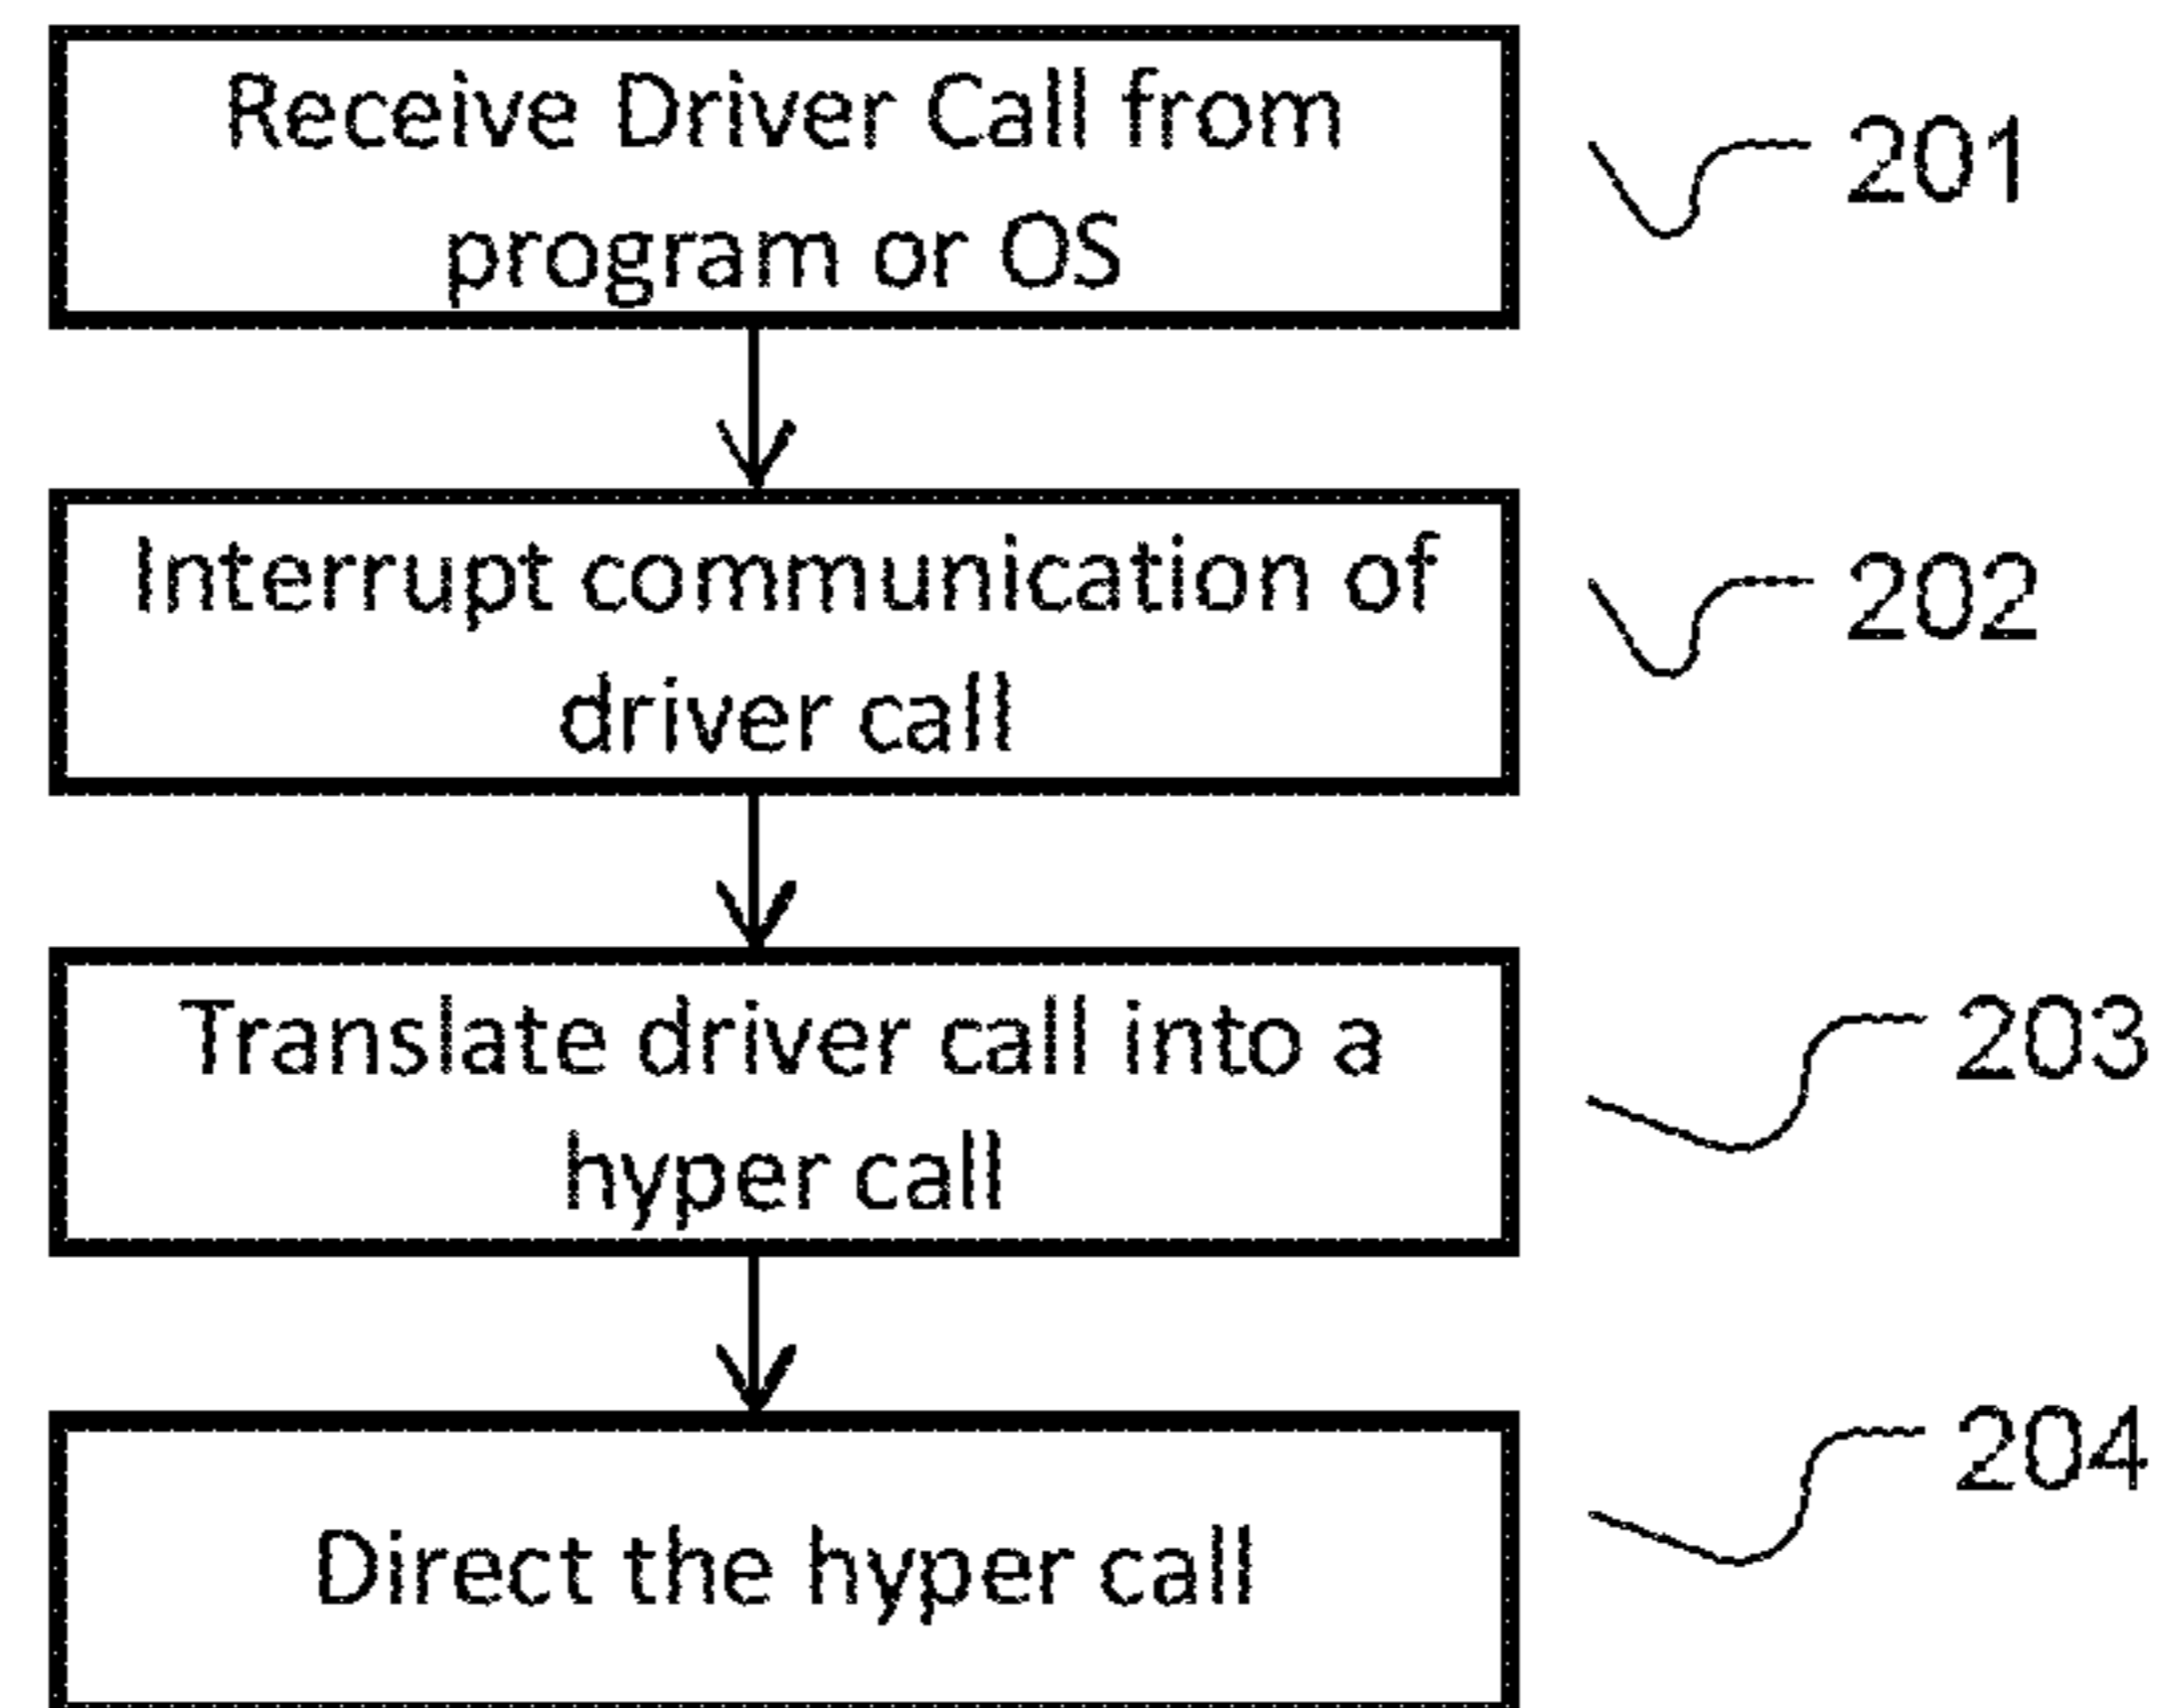 Receive Driver Call from
program or OS
201
Interrupt communication of
driver call
202
Translate driver call into a
hyper call
203
Direct the hyper call
204